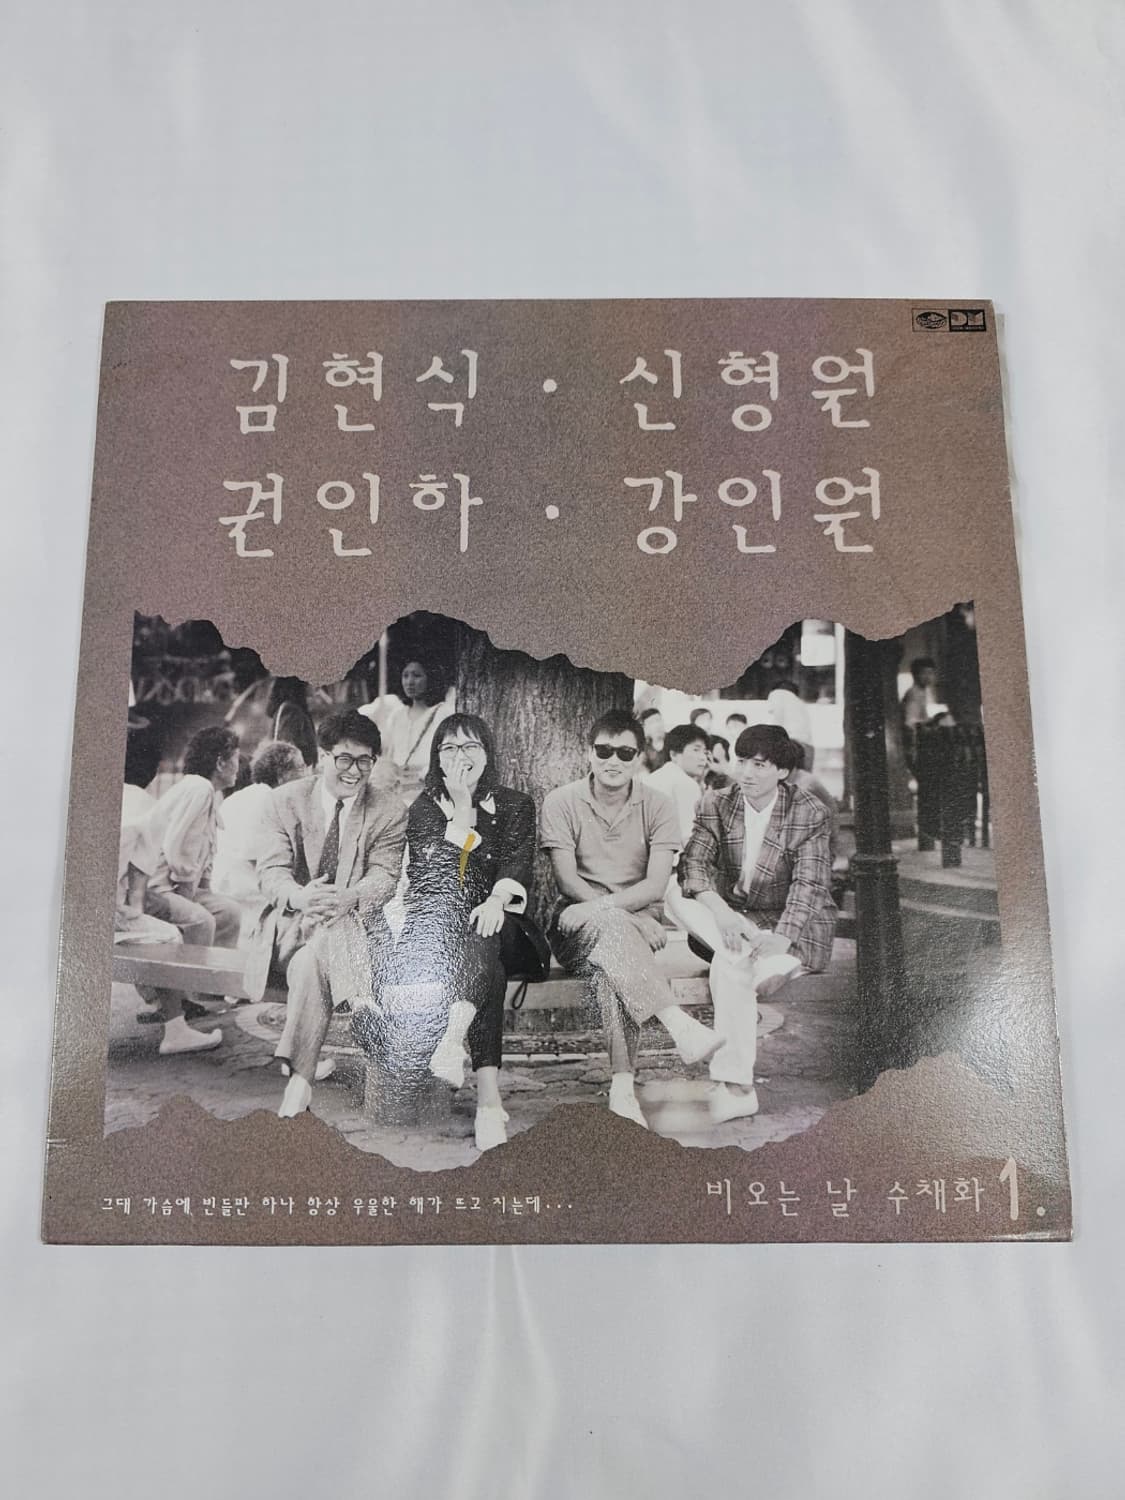 김현식 · 신형원
권인하 · 강인원
그대 가슴에 빈들판 하나 항상 우울한 해가 뜨고 지는데...
비오는 날 수채화 1.